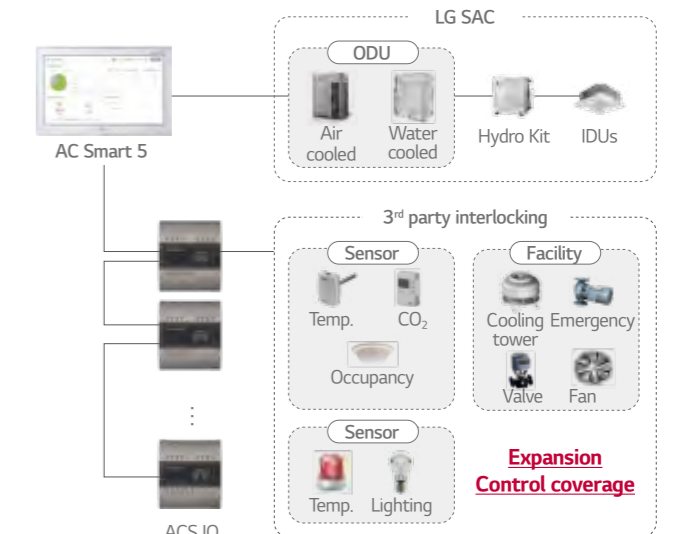 LG SAC
ODU
Air
cooled
Water
cooled
Hydro Kit
IDUs
AC Smart 5
3rd party interlocking
Sensor
Temp.
CO2
Occupancy
Facility
Cooling
tower
Emergency
Valve
Fan
Sensor
Temp.
Lighting
Expansion
Control coverage
ACS IO